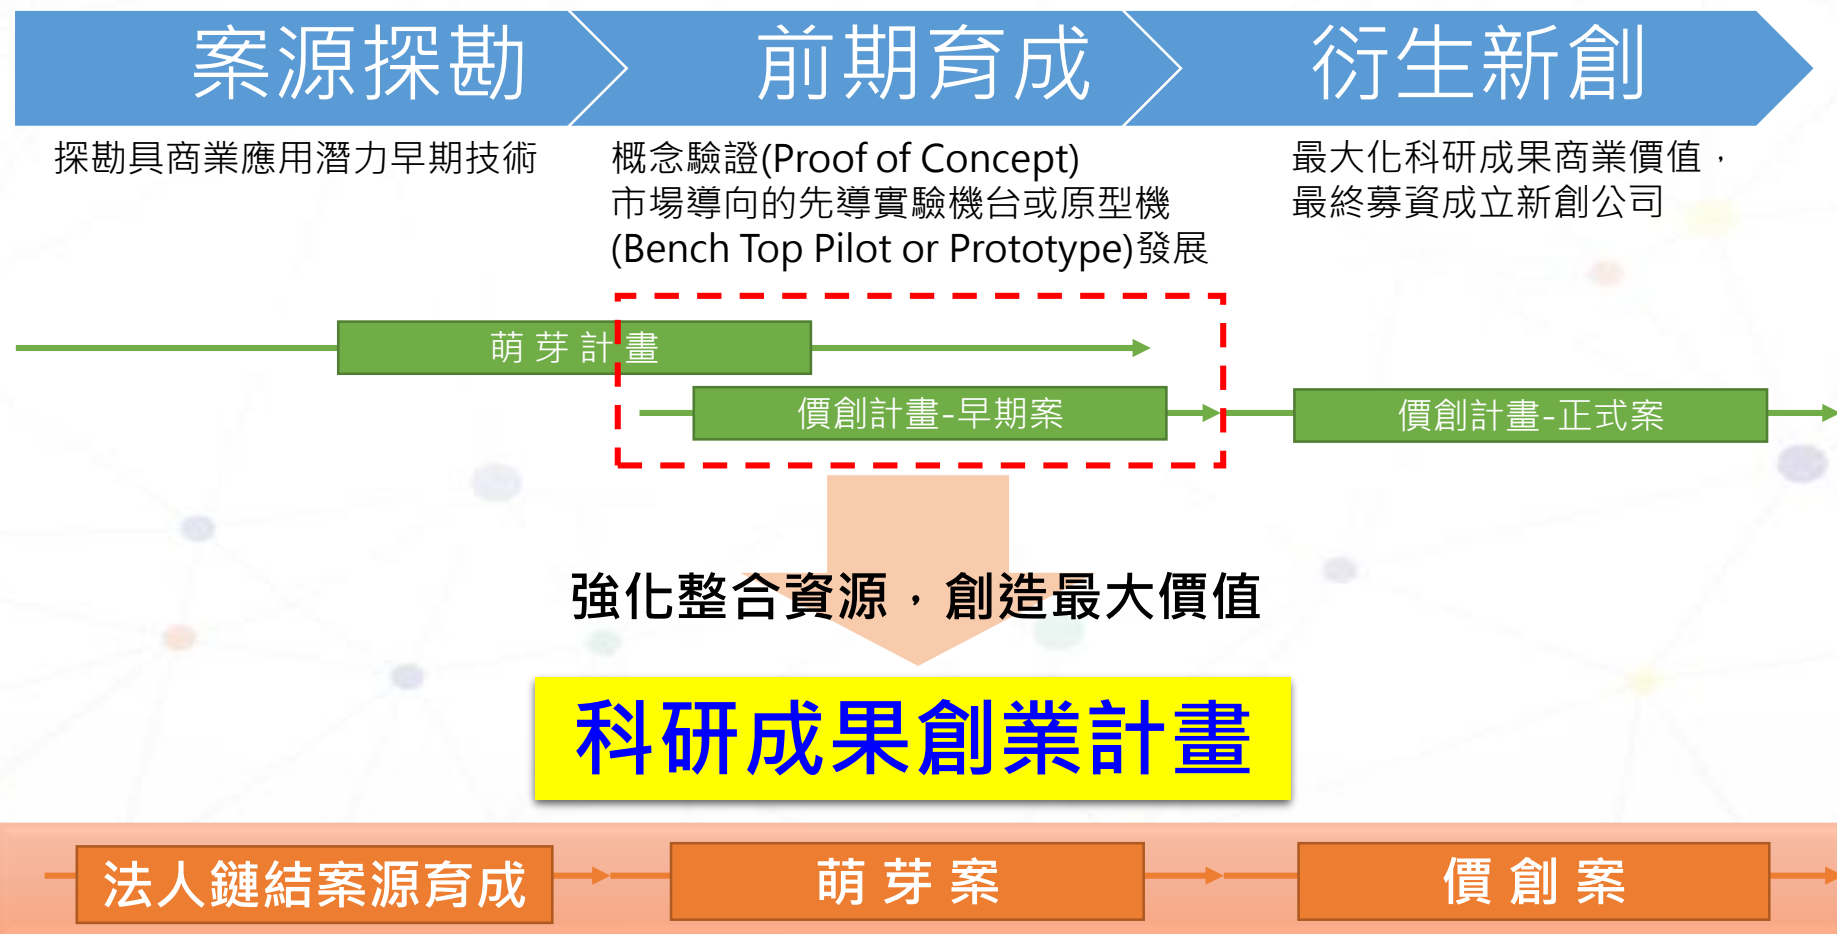 案源探勘
前期育成
衍生新創
探勘具商業應用潛力早期技術
概念驗證(Proof of Concept)
市場導向的先導實驗機台或原型機
(Bench Top Pilot or Prototype)發展
最大化科研成果商業價值，
最終募資成立新創公司
萌芽計畫
價創計畫-早期案
價創計畫-正式案
強化整合資源，創造最大價值
科研成果創業計畫
法人鏈結案源育成
萌芽案
價創案